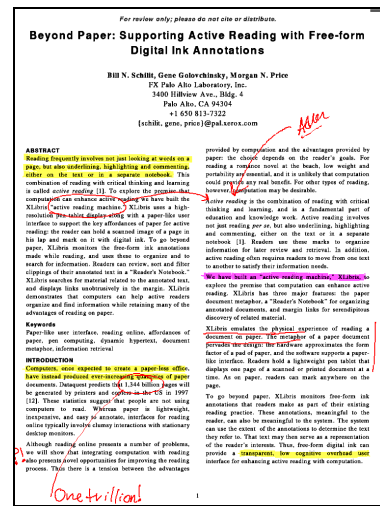 For review only; please do not cite or distribute.
Beyond Paper: Supporting Active Reading with Free-form
Digital Ink Annotations
Bill N. Schilit, Gene Golovchinsky, Morgan N. Price
FX Palo Alto Laboratory, Inc.
3400 Hillview Ave., Bldg. 4
Palo Alto, CA 94304
+1 650 813-7322
{schilit, gene, price}@pal.xerox.com
ABSTRACT
Reading frequently involves not just looking at words on a
page, but also underlining, highlighting and commenting,
either on the text or in a separate notebook. This
combination of reading with critical thinking and learning
is called active reading [1]. To explore the premise that
computation can enhance active reading we have built the
XLibris "active reading machine." XLibris uses a high-
resolution pen tablet display along with a paper-like user
interface to support the key affordances of paper for active
reading: the reader can hold a scanned image of a page in
his lap and mark on it with digital ink. To go beyond
paper, XLibris monitors the free-form ink annotations
made while reading, and uses these to organize and to
search for information. Readers can review, sort and filter
clippings of their annotated text in a "Reader's Notebook."
XLibris searches for material related to the annotated text,
and displays links unobtrusively in the margin. XLibris
demonstrates that computers can help active readers
organize and find information while retaining many of the
advantages of reading on paper.
Keywords
Paper-like user interface, reading online, affordances of
paper, pen computing, dynamic hypertext, document
metaphor, information retrieval
INTRODUCTION
Computers, once expected to create a paper-less office,
have instead produced ever-increasing quantities of paper
documents. Dataquest predicts that 1,344 billion pages will
be generated by printers and copiers in the US in 1997
[12]. These statistics suggest that people are not using
computers to read. Whereas paper is lightweight,
inexpensive, and easy to annotate, interfaces for reading
online typically involve clumsy interactions with stationary
desktop monitors.
Although reading online presents a number of problems,
we will show that integrating computation with reading
also presents novel opportunities for improving the reading
process. Thus there is a tension between the advantages
One trillion!
Adler
provided by computation and the advantages provided by
paper: the choice depends on the reader's goals. For
reading a romance novel at the beach, low weight and
portability are essential, and it is unlikely that computation
could provide any real benefit. For other types of reading,
however, computation may be desirable.
Active reading is the combination of reading with critical
thinking and learning, and is a fundamental part of
education and knowledge work. Active reading involves
not just reading per se, but also underlining, highlighting
and commenting, either on the text or in a separate
notebook [1]. Readers use these marks to organize
information and for later reviewing. In addition,
active reading often requires readers to move from one text
to another to satisfy their information needs.
We have built an "active reading machine," XLibris, to
explore the premise that computation can enhance active
reading. XLibris has three major features: the paper
document metaphor, a "Reader's Notebook" for organizing
annotated documents, and margin links for serendipitous
discovery of related material.
XLibris emulates the physical experience of reading a
document on paper. The metaphor of a paper document
pervades the design: the hardware approximates the form
factor of a pad of paper, and the software supports a paper-
like interface. Readers hold a lightweight pen tablet that
displays one page of a scanned or printed document at a
time. As on paper, readers can mark anywhere on the
page.
To go beyond paper, XLibris monitors free-form ink
annotations that readers make as part of their existing
reading practice. These annotations, meaningful to the
reader, can also be meaningful to the system. The system
can use the extent of the annotations to determine the text
they refer to. That text may then serve as a representation
of the reader's interests. Thus, free-form digital ink can
provide a transparent, low cognitive overhead user
interface for enhancing active reading with computation.
1